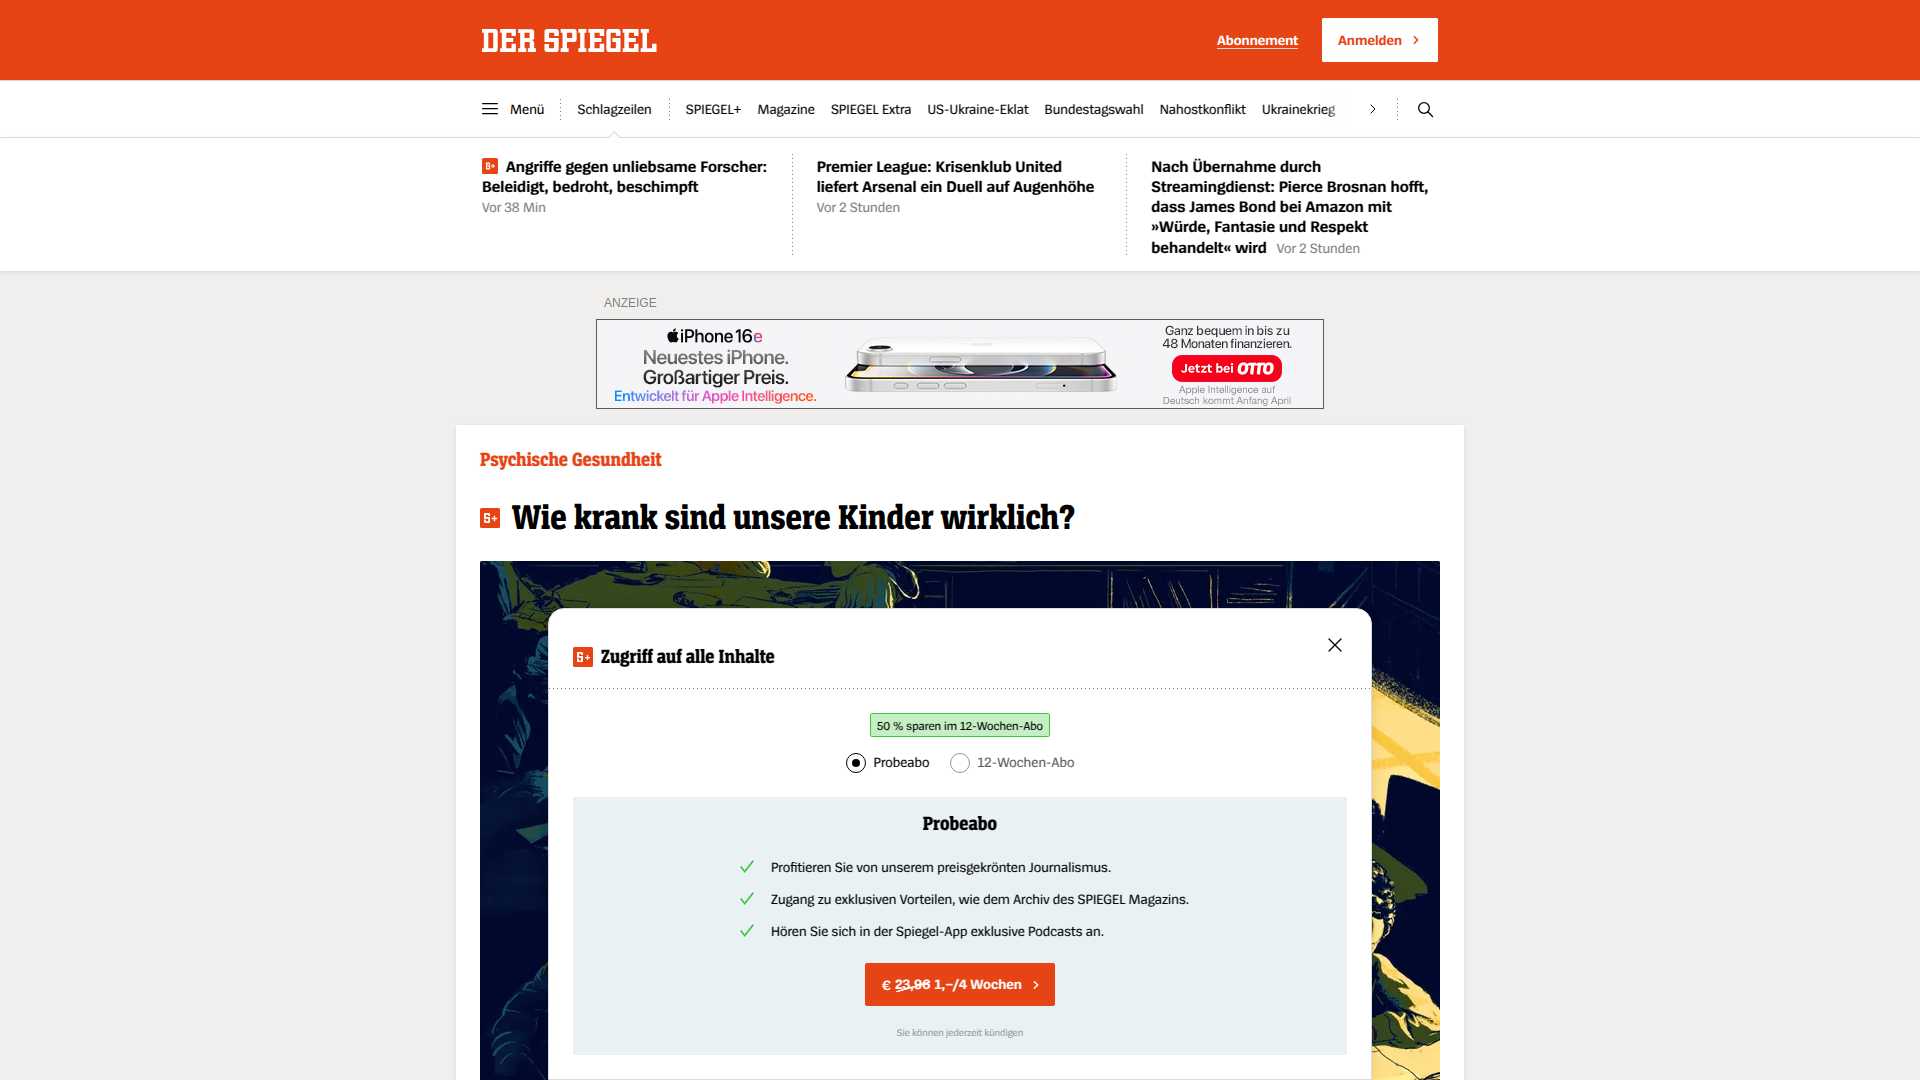 DER SPIEGEL
Abonnement
Anmelden
Menü
Schlagzeilen
SPIEGEL+
Magazine
SPIEGEL Extra
US-Ukraine-Eklat
Bundestagswahl
Nahostkonflikt
Ukrainekrieg
S+ Angriffe gegen unliebsame Forscher:
Beleidigt, bedroht, beschimpft
Vor 38 Min
Premier League: Krisenklub United
liefert Arsenal ein Duell auf Augenhöhe
Vor 2 Stunden
Nach Übernahme durch
Streamingdienst: Pierce Brosnan hofft,
dass James Bond bei Amazon mit
»Würde, Fantasie und Respekt
behandelt« wird Vor 2 Stunden
ANZEIGE
iPhone 16e
Neuestes iPhone.
Großartiger Preis.
Entwickelt für Apple Intelligence.
Ganz bequem in bis zu
48 Monaten finanzieren.
Jetzt bei OTTO
Apple Intelligence auf
Deutsch kommt Anfang April
Psychische Gesundheit
S+ Wie krank sind unsere Kinder wirklich?
S+ Zugriff auf alle Inhalte
50 % sparen im 12-Wochen-Abo
Probeabo
12-Wochen-Abo
Probeabo
Profitieren Sie von unserem preisgekrönten Journalismus.
Zugang zu exklusiven Vorteilen, wie dem Archiv des SPIEGEL Magazins.
Hören Sie sich in der Spiegel-App exklusive Podcasts an.
€ 23,96 1,–/4 Wochen
Sie können jederzeit kündigen